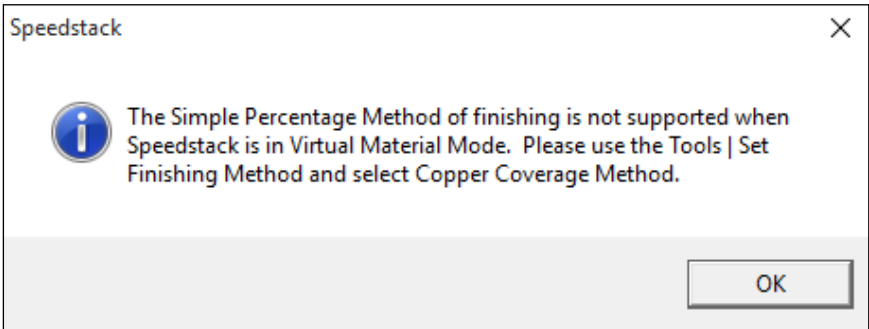 Speedstack
The Simple Percentage Method of finishing is not supported when
Speedstack is in Virtual Material Mode.  Please use the Tools | Set
Finishing Method and select Copper Coverage Method.
OK